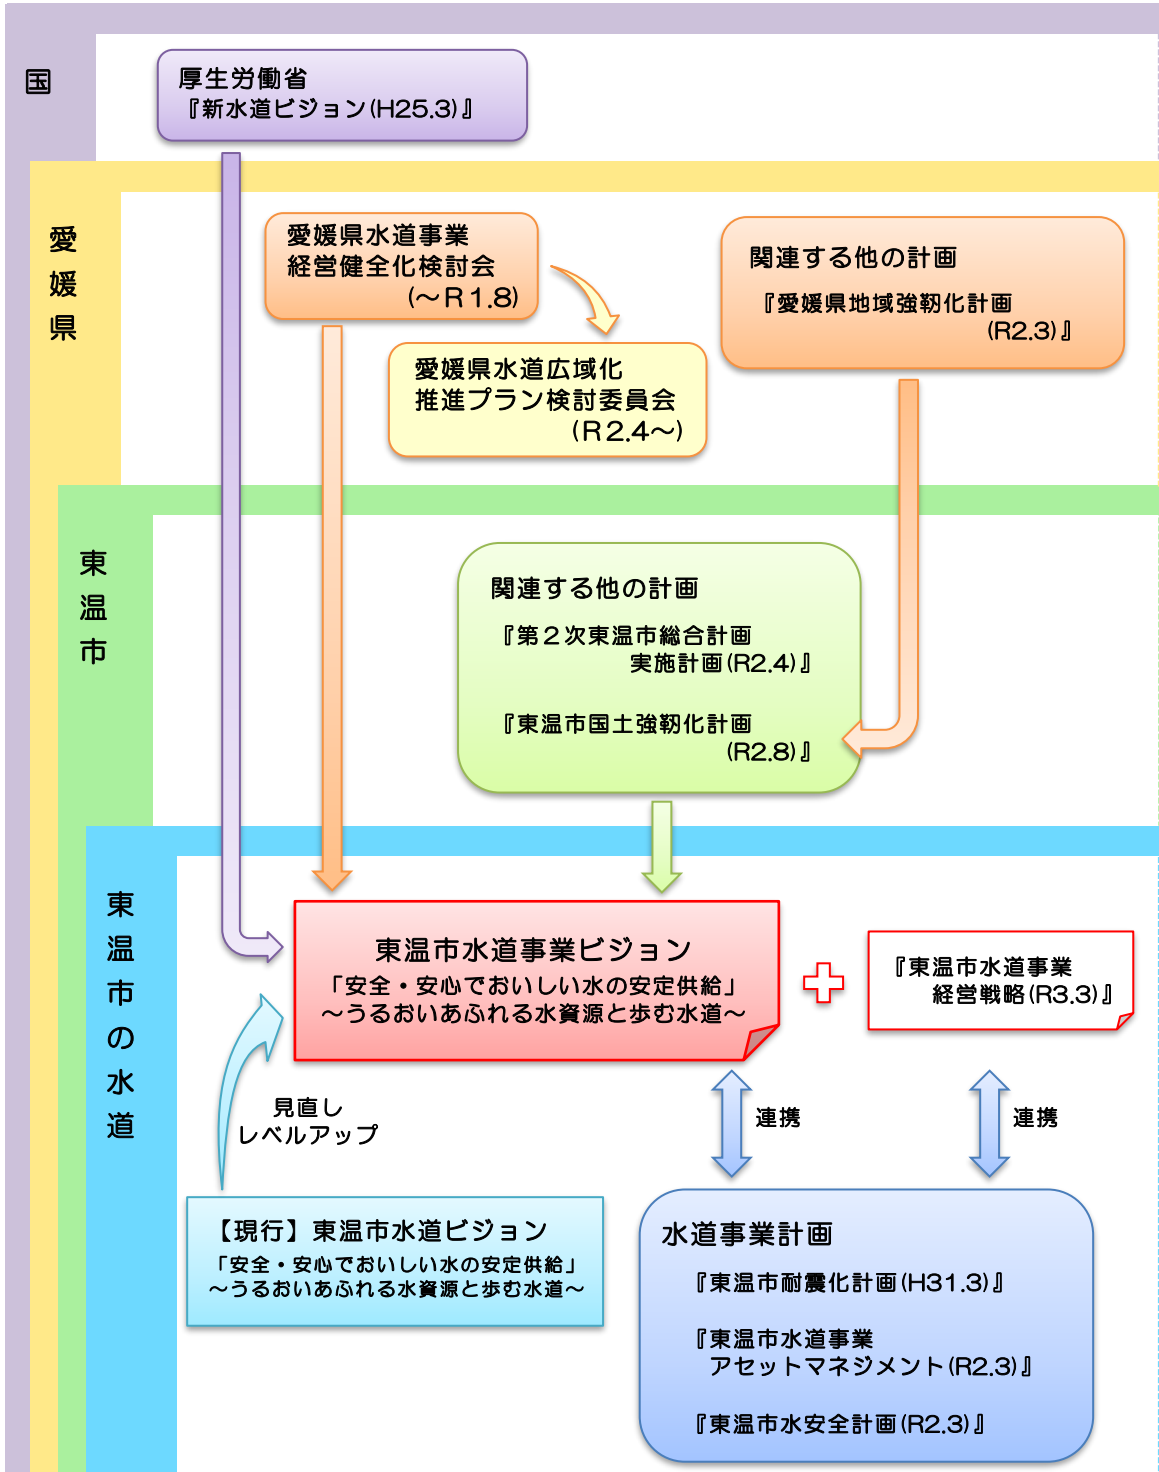 国
厚生労働省
『新水道ビジョン(H25.3)』
愛媛県
愛媛県水道事業
経営健全化検討会
(～R1.8)
愛媛県水道広域化
推進プラン検討委員会
(R2.4～)
関連する他の計画
『愛媛県地域強靭化計画
(R2.3)』
東温市
関連する他の計画
『第２次東温市総合計画
実施計画(R2.4)』
『東温市国土強靭化計画
(R2.8)』
東温市の水道
東温市水道事業ビジョン
「安全・安心でおいしい水の安定供給」
～うるおいあふれる水資源と歩む水道～
『東温市水道事業
経営戦略(R3.3)』
見直し
レベルアップ
連携
連携
【現行】東温市水道ビジョン
「安全・安心でおいしい水の安定供給」
～うるおいあふれる水資源と歩む水道～
水道事業計画
『東温市耐震化計画(H31.3)』
『東温市水道事業
アセットマネジメント(R2.3)』
『東温市水安全計画(R2.3)』